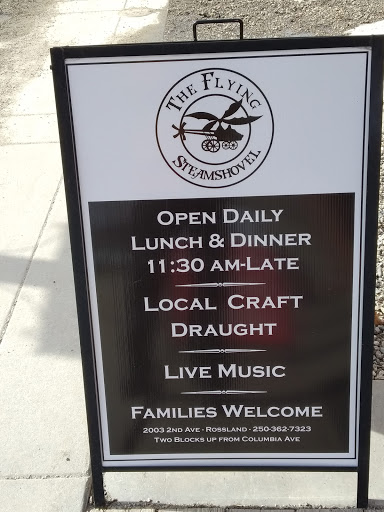 The Flying
Steamshovel
Open Daily
Lunch & Dinner
11:30 am-Late
Local Craft
Draught
Live Music
Families Welcome
2003 2nd Ave - Rossland - 250-362-7323
Two Blocks up from Columbia Ave